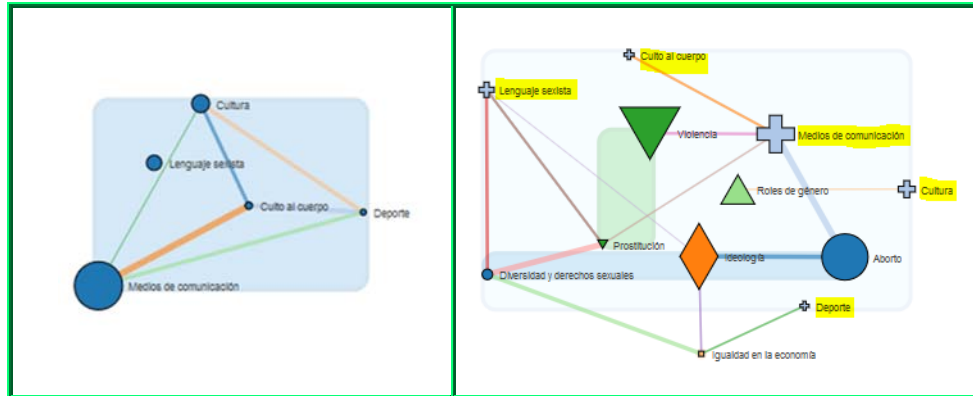 Cultura
Lenguaje sexista
Culto al cuerpo
Deporte
Medios de comunicación
Culto al cuerpo
Lenguaje sexista
Violencia
Medios de comunicación
Roles de género
Cultura
Prostitución
Ideología
Aborto
Diversidad y derechos sexuales
Deporte
Igualdad en la economía